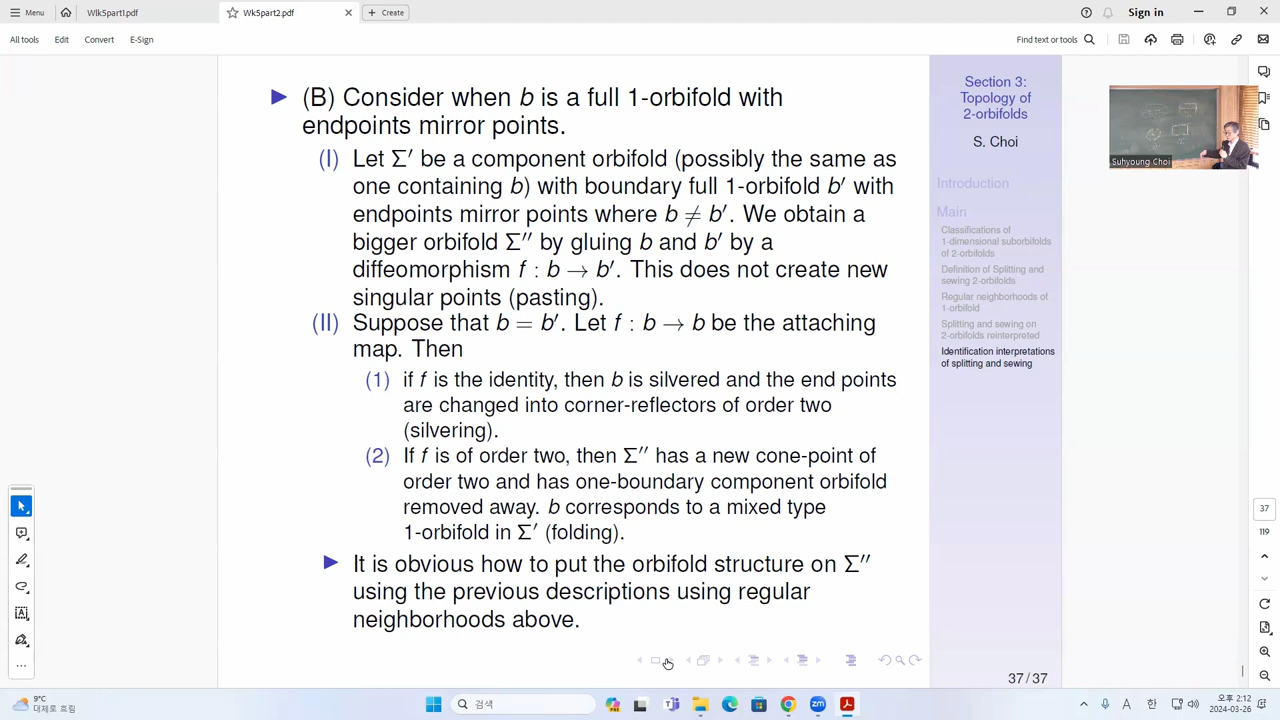 Menu
Wk5part1.pdf
Wk5part2.pdf
Create
Sign in
All tools
Edit
Convert
E-Sign
Find text or tools
(B) Consider when b is a full 1-orbifold with
endpoints mirror points.
(I) Let Σ′ be a component orbifold (possibly the same as
one containing b) with boundary full 1-orbifold b′ with
endpoints mirror points where b ≠ b′. We obtain a
bigger orbifold Σ″ by gluing b and b′ by a
diffeomorphism f : b → b′. This does not create new
singular points (pasting).
(II) Suppose that b = b′. Let f : b → b be the attaching
map. Then
(1) if f is the identity, then b is silvered and the end points
are changed into corner-reflectors of order two
(silvering).
(2) If f is of order two, then Σ″ has a new cone-point of
order two and has one-boundary component orbifold
removed away. b corresponds to a mixed type
1-orbifold in Σ′ (folding).
It is obvious how to put the orbifold structure on Σ″
using the previous descriptions using regular
neighborhoods above.
37/37
Section 3:
Topology of
2-orbifolds
S. Choi
Introduction
Main
Classifications of
1-dimensional suborbifolds
of 2-orbifolds
Definition of Splitting and
sewing 2-orbifolds
Regular neighborhoods of
1-orbifold
Splitting and sewing on
2-orbifolds reinterpreted
Identification interpretations
of splitting and sewing
Suhyoung Choi
37
119
9°C
대체로 흐림
검색
A
한
오후 2:12
2024-03-26